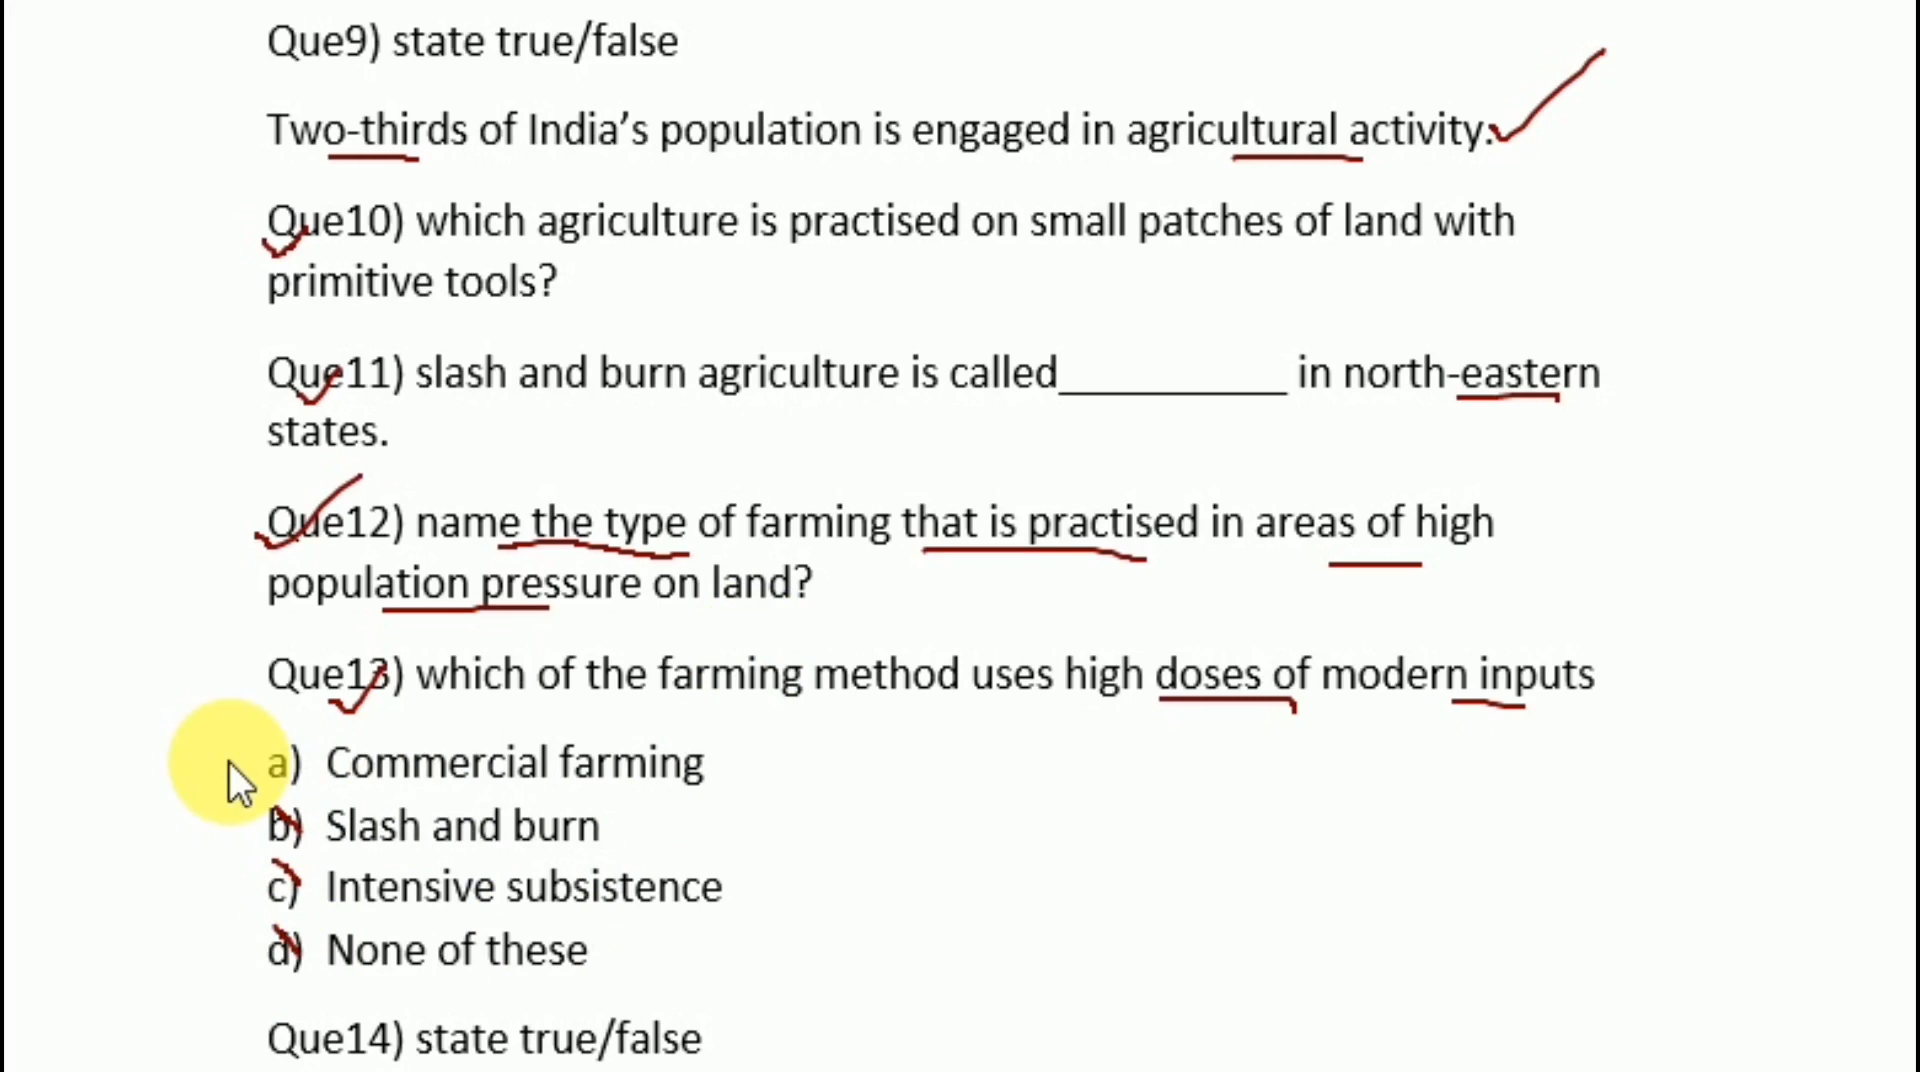 Que9) state true/false
Two-thirds of India’s population is engaged in agricultural activity.
Que10) which agriculture is practised on small patches of land with
primitive tools?
Que11) slash and burn agriculture is called__________ in north-eastern
states.
Que12) name the type of farming that is practised in areas of high
population pressure on land?
Que13) which of the farming method uses high doses of modern inputs
a) Commercial farming
b) Slash and burn
c) Intensive subsistence
d) None of these
Que14) state true/false